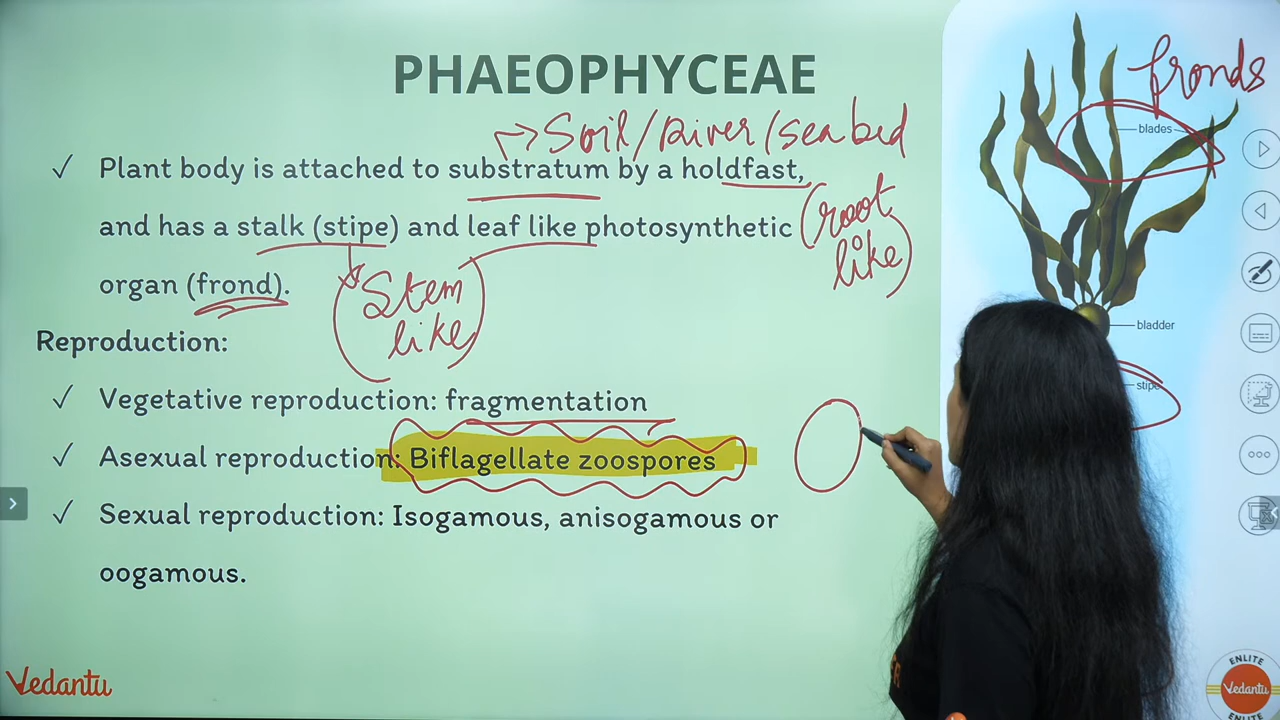 PHAEOPHYCEAE
fronds
blades
→ Soil/River/sea bed
✓ Plant body is attached to substratum by a holdfast,
(root like)
and has a stalk (stipe) and leaf like photosynthetic
organ (frond).
(Stem like)
bladder
Reproduction:
stipe
✓ Vegetative reproduction: fragmentation
✓ Asexual reproduction: Biflagellate zoospores
✓ Sexual reproduction: Isogamous, anisogamous or
oogamous.
Vedantu
ENLITE
Vedantu
ENLITE